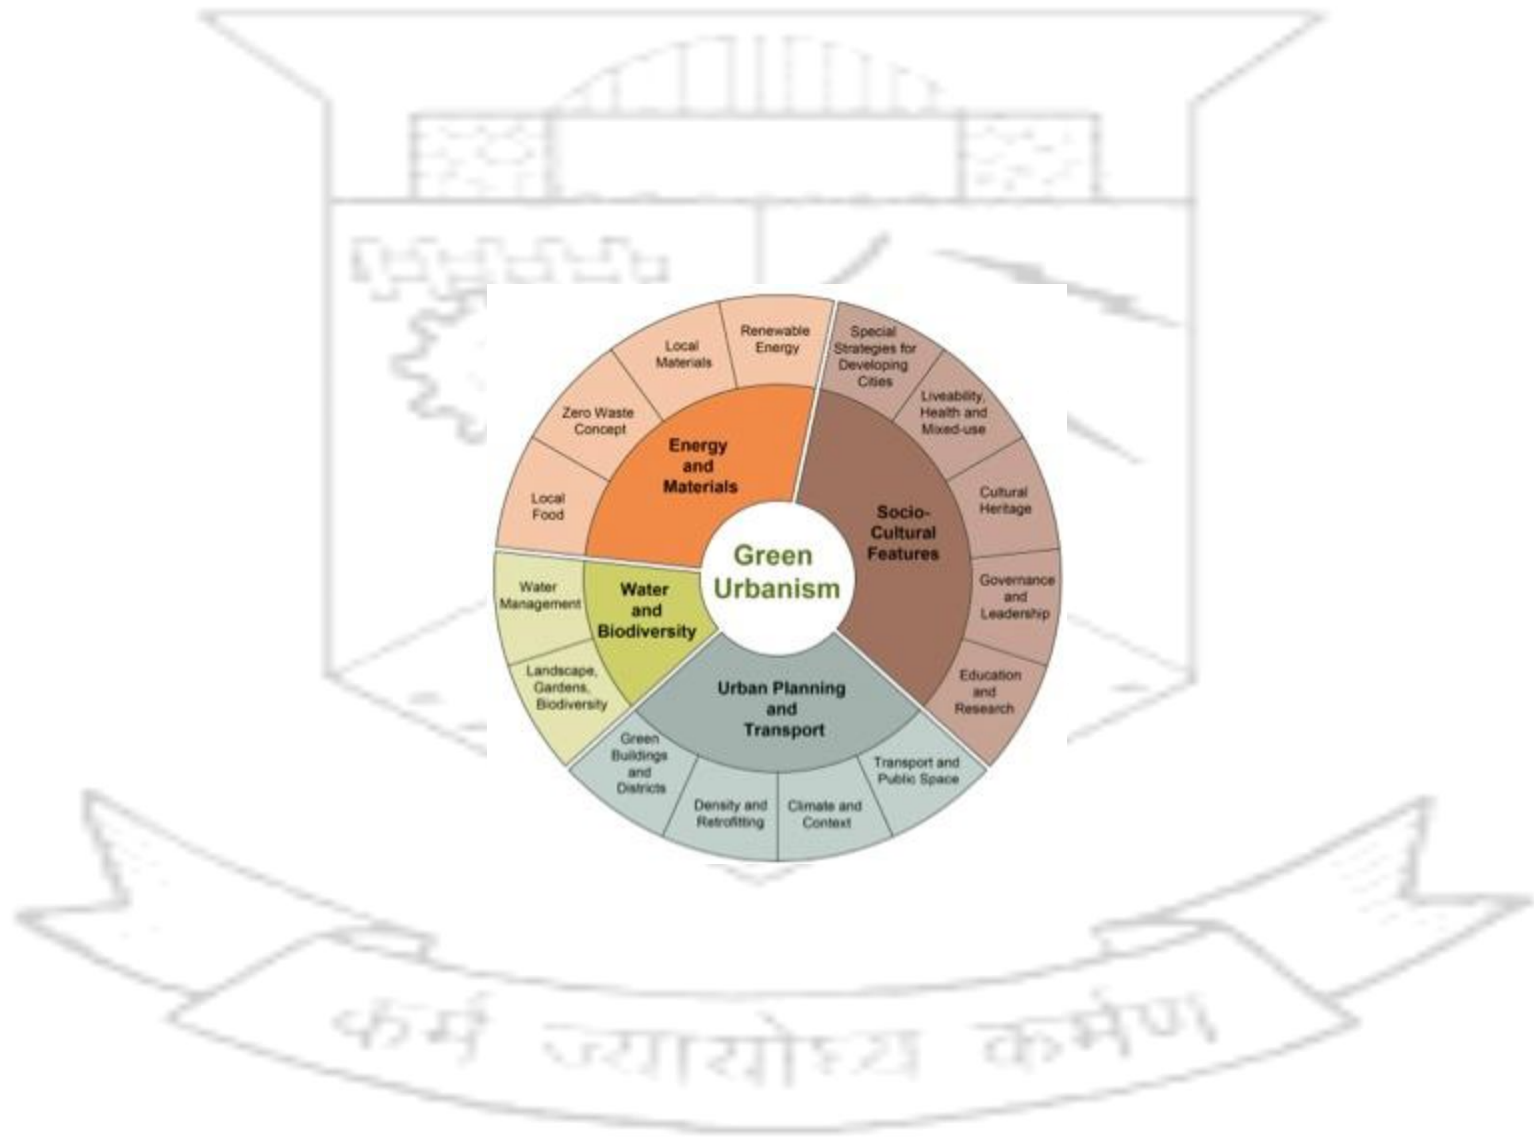 Renewable
Energy
Local
Materials
Zero Waste
Concept
Local
Food
Energy
and
Materials
Special
Strategies for
Developing
Cities
Liveability,
Health and
Mixed-use
Cultural
Heritage
Governance
and
Leadership
Education
and
Research
Socio-
Cultural
Features
Green
Urbanism
Water
Management
Landscape,
Gardens,
Biodiversity
Water
and
Biodiversity
Urban Planning
and
Transport
Green
Buildings
and
Districts
Density and
Retrofitting
Climate and
Context
Transport and
Public Space
कर्म